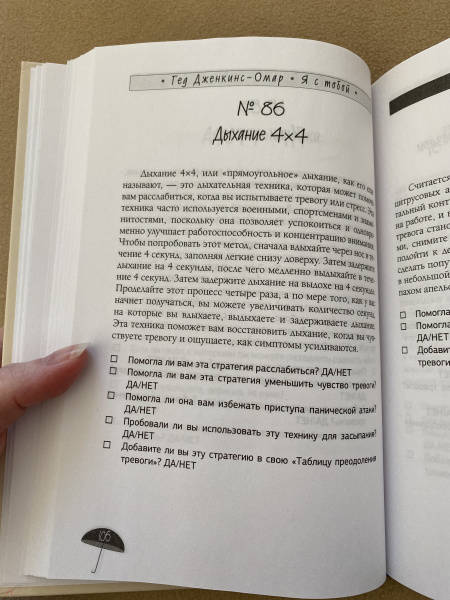 • Тед Дженкинс-Омар • Я с тобой •
№ 86
Дыхание 4×4
Дыхание 4×4, или «прямоугольное» дыхание, как его еще
называют, — это дыхательная техника, которая может помочь
вам расслабиться, когда вы испытываете тревогу или стресс. Эта
техника часто используется военными, спортсменами и знаме-
нитостями, поскольку она позволяет успокоиться и одновре-
менно улучшить работоспособность и концентрацию внимания.
Чтобы попробовать этот метод, сначала вдыхайте через нос в те-
чение 4 секунд, заполняя легкие снизу доверху. Затем задержите
дыхание на 4 секунды, после чего медленно выдыхайте в тече-
ние 4 секунд. Затем задержите дыхание на выдохе на 4 секунды.
Проделайте этот процесс четыре раза, а по мере того, как у вас
начнет получаться, вы можете увеличивать количество секунд,
на которые вы вдыхаете, выдыхаете и задерживаете дыхание.
Эта техника поможет вам восстановить дыхание, когда вы чув-
ствуете тревогу и ощущаете, как симптомы усиливаются.
☐ Помогла ли вам эта стратегия расслабиться? ДА/НЕТ
☐ Помогла ли вам эта стратегия уменьшить чувство тревоги?
ДА/НЕТ
☐ Помогла ли она вам избежать приступа панической атаки?
ДА/НЕТ
☐ Пробовали ли вы использовать эту технику для засыпания?
ДА/НЕТ
☐ Добавите ли вы эту стратегию в свою «Таблицу преодоления
тревоги»? ДА/НЕТ
106
Считается
цитрусовых а
тальный конт
на работе, и
тревога стано
мы, снимите
подойти к де
сделать попу
в небольшой
пахом апельс
☐ Помогла
☐ Помогла
ДА/НЕТ
☐ Добавите
тревоги»